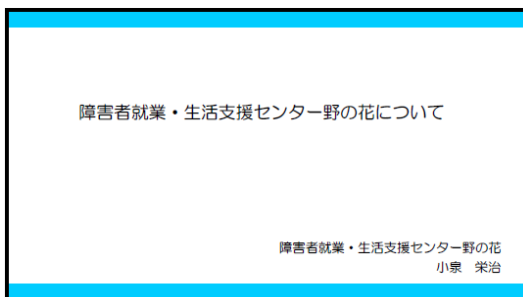 障害者就業・生活支援センター野の花について
障害者就業・生活支援センター野の花
小泉　栄治